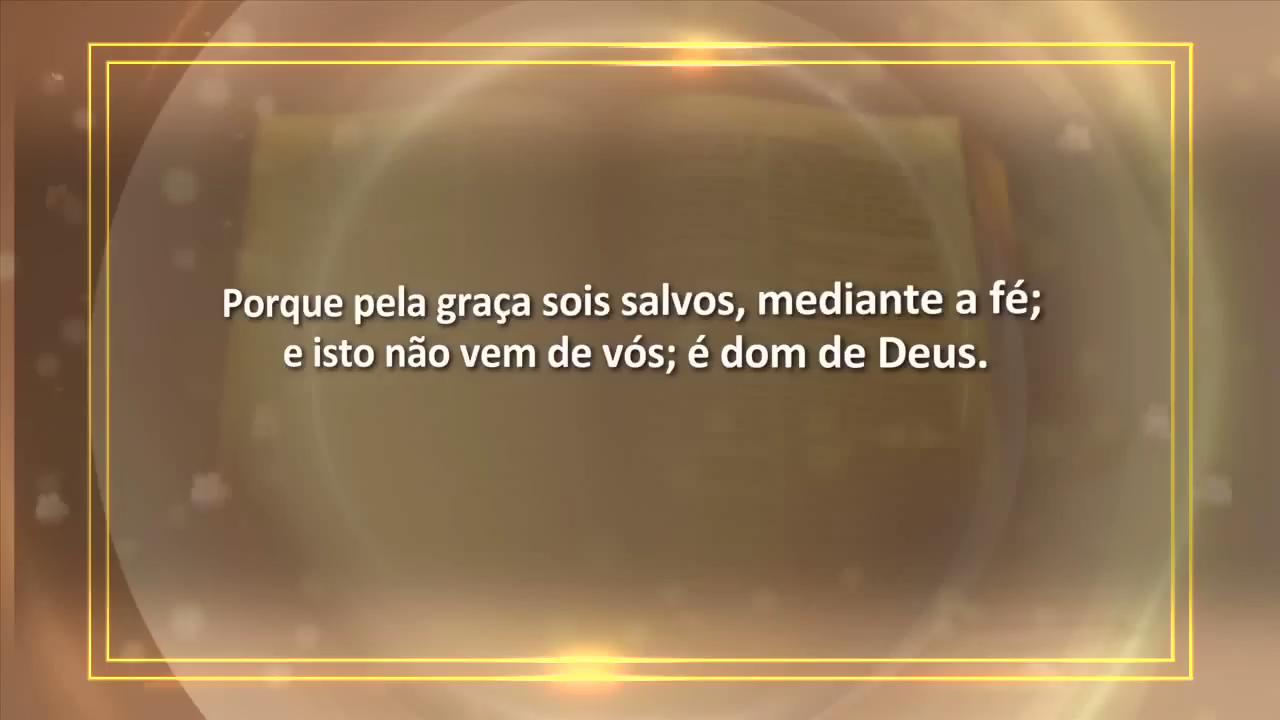 Porque pela graça sois salvos, mediante a fé;
e isto não vem de vós; é dom de Deus.